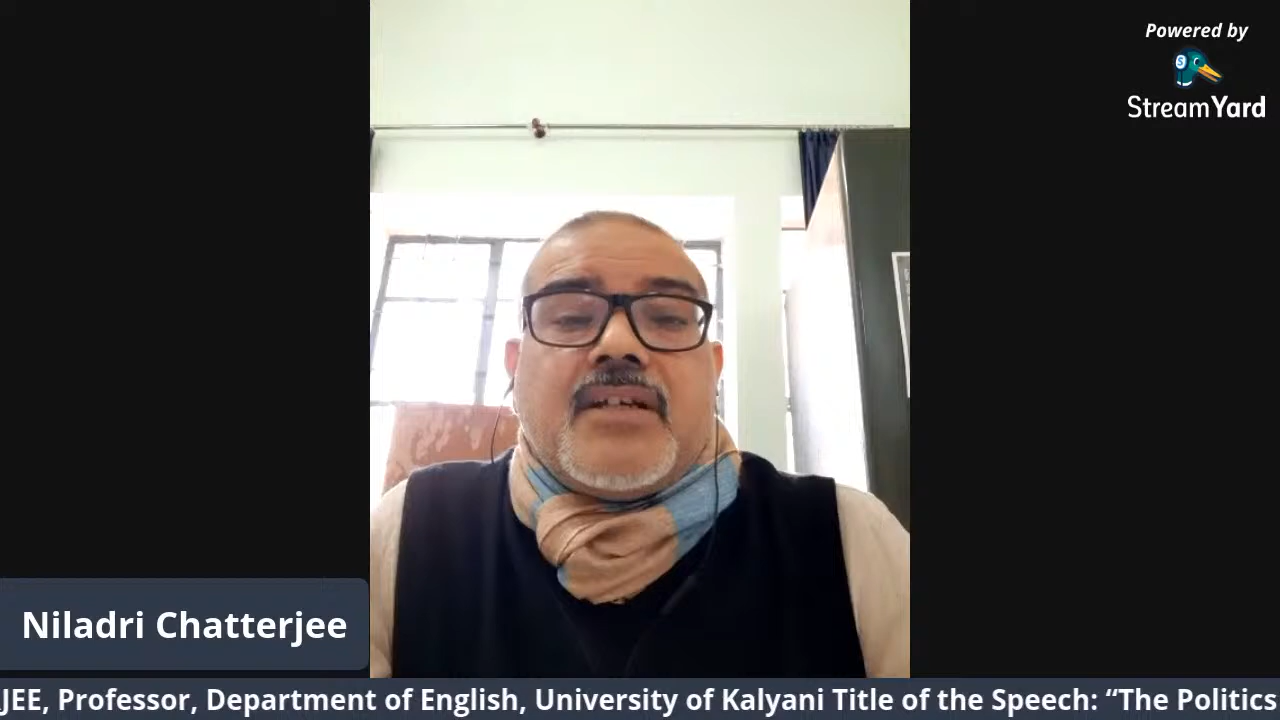 Powered by
StreamYard
Niladri Chatterjee
JEE, Professor, Department of English, University of Kalyani Title of the Speech: “The Politics